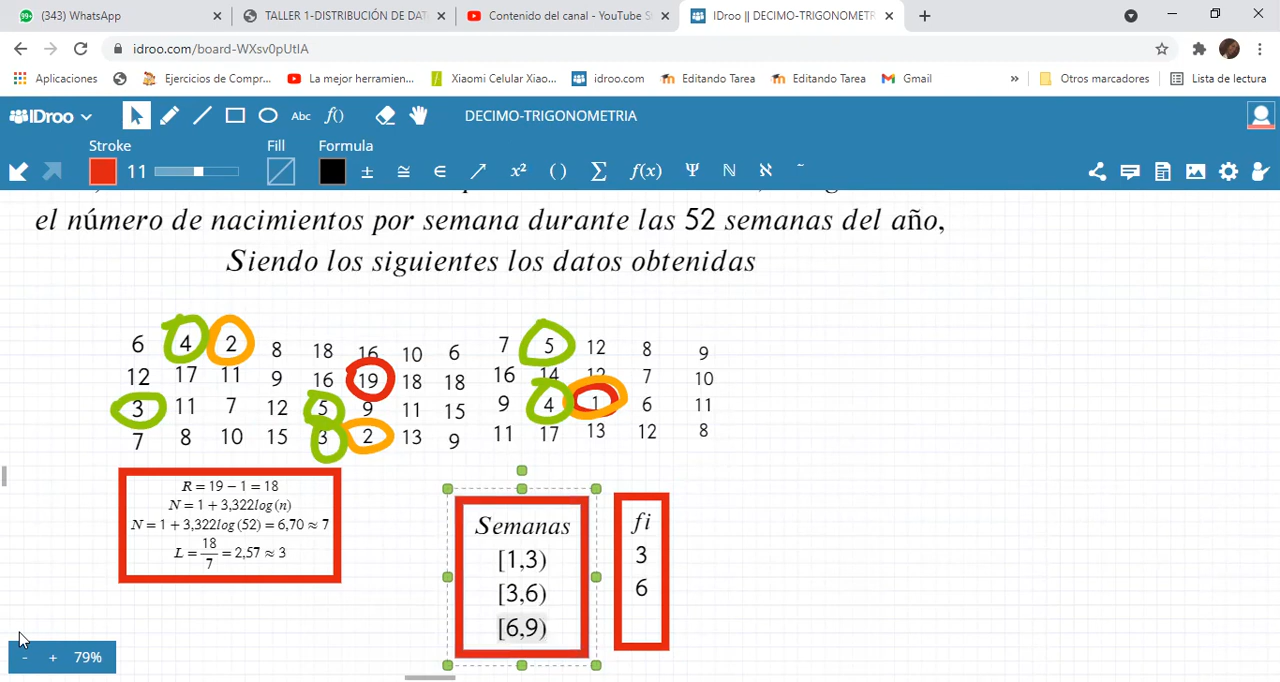 (343) WhatsApp
TALLER 1-DISTRIBUCIÓN DE DAT
Contenido del canal - YouTube S
IDroo || DECIMO-TRIGONOMETR
idroo.com/board-WXsv0pUtIA
Aplicaciones
Ejercicios de Compr...
La mejor herramien...
Xiaomi Celular Xiao...
idroo.com
Editando Tarea
Editando Tarea
Gmail
»
Otros marcadores
Lista de lectura
IDroo
Abc
f()
DECIMO-TRIGONOMETRIA
Stroke
Fill
Formula
11
± ≅ ∈ x² ( ) ∑ f(x) Ψ ℕ ℵ ~
el número de nacimientos por semana durante las 52 semanas del año,
Siendo los siguientes los datos obtenidas
6 4 2 8 18 16 10 6 7 5 12 8 9
12 17 11 9 16 19 18 18 16 14 12 7 10
3 11 7 12 5 9 11 15 9 4 1 6 11
7 8 10 15 3 2 13 9 11 17 13 12 8
R = 19 − 1 = 18
N = 1 + 3,322log(n)
N = 1 + 3,322log(52) = 6,70 ≈ 7
L = 18/7 = 2,57 ≈ 3
Semanas
[1,3)
[3,6)
[6,9)
fi
3
6
- + 79%